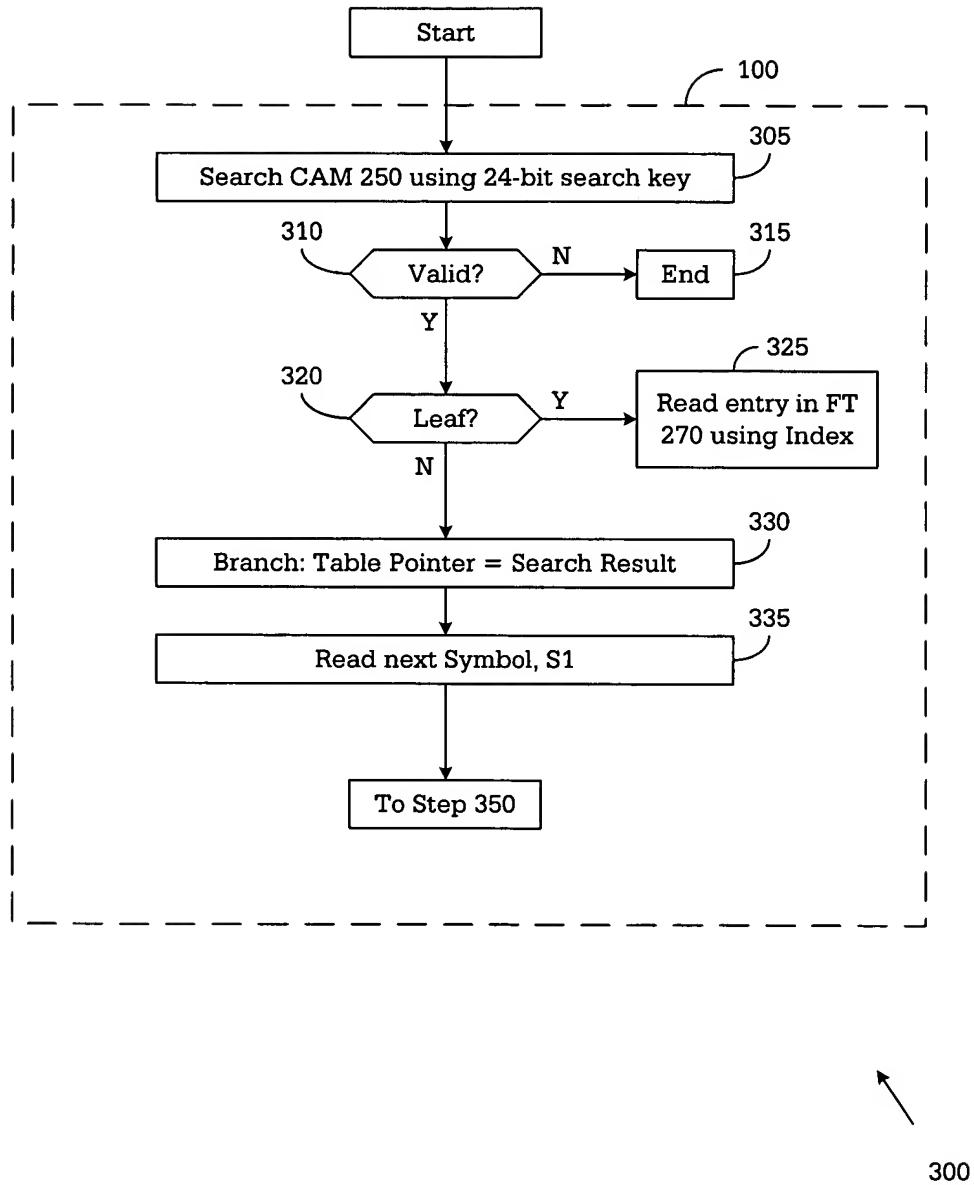 Start
100
305
Search CAM 250 using 24-bit search key
310
315
Valid?
N
End
Y
325
320
Leaf?
Y
Read entry in FT
270 using Index
N
330
Branch: Table Pointer = Search Result
335
Read next Symbol, S1
To Step 350
300